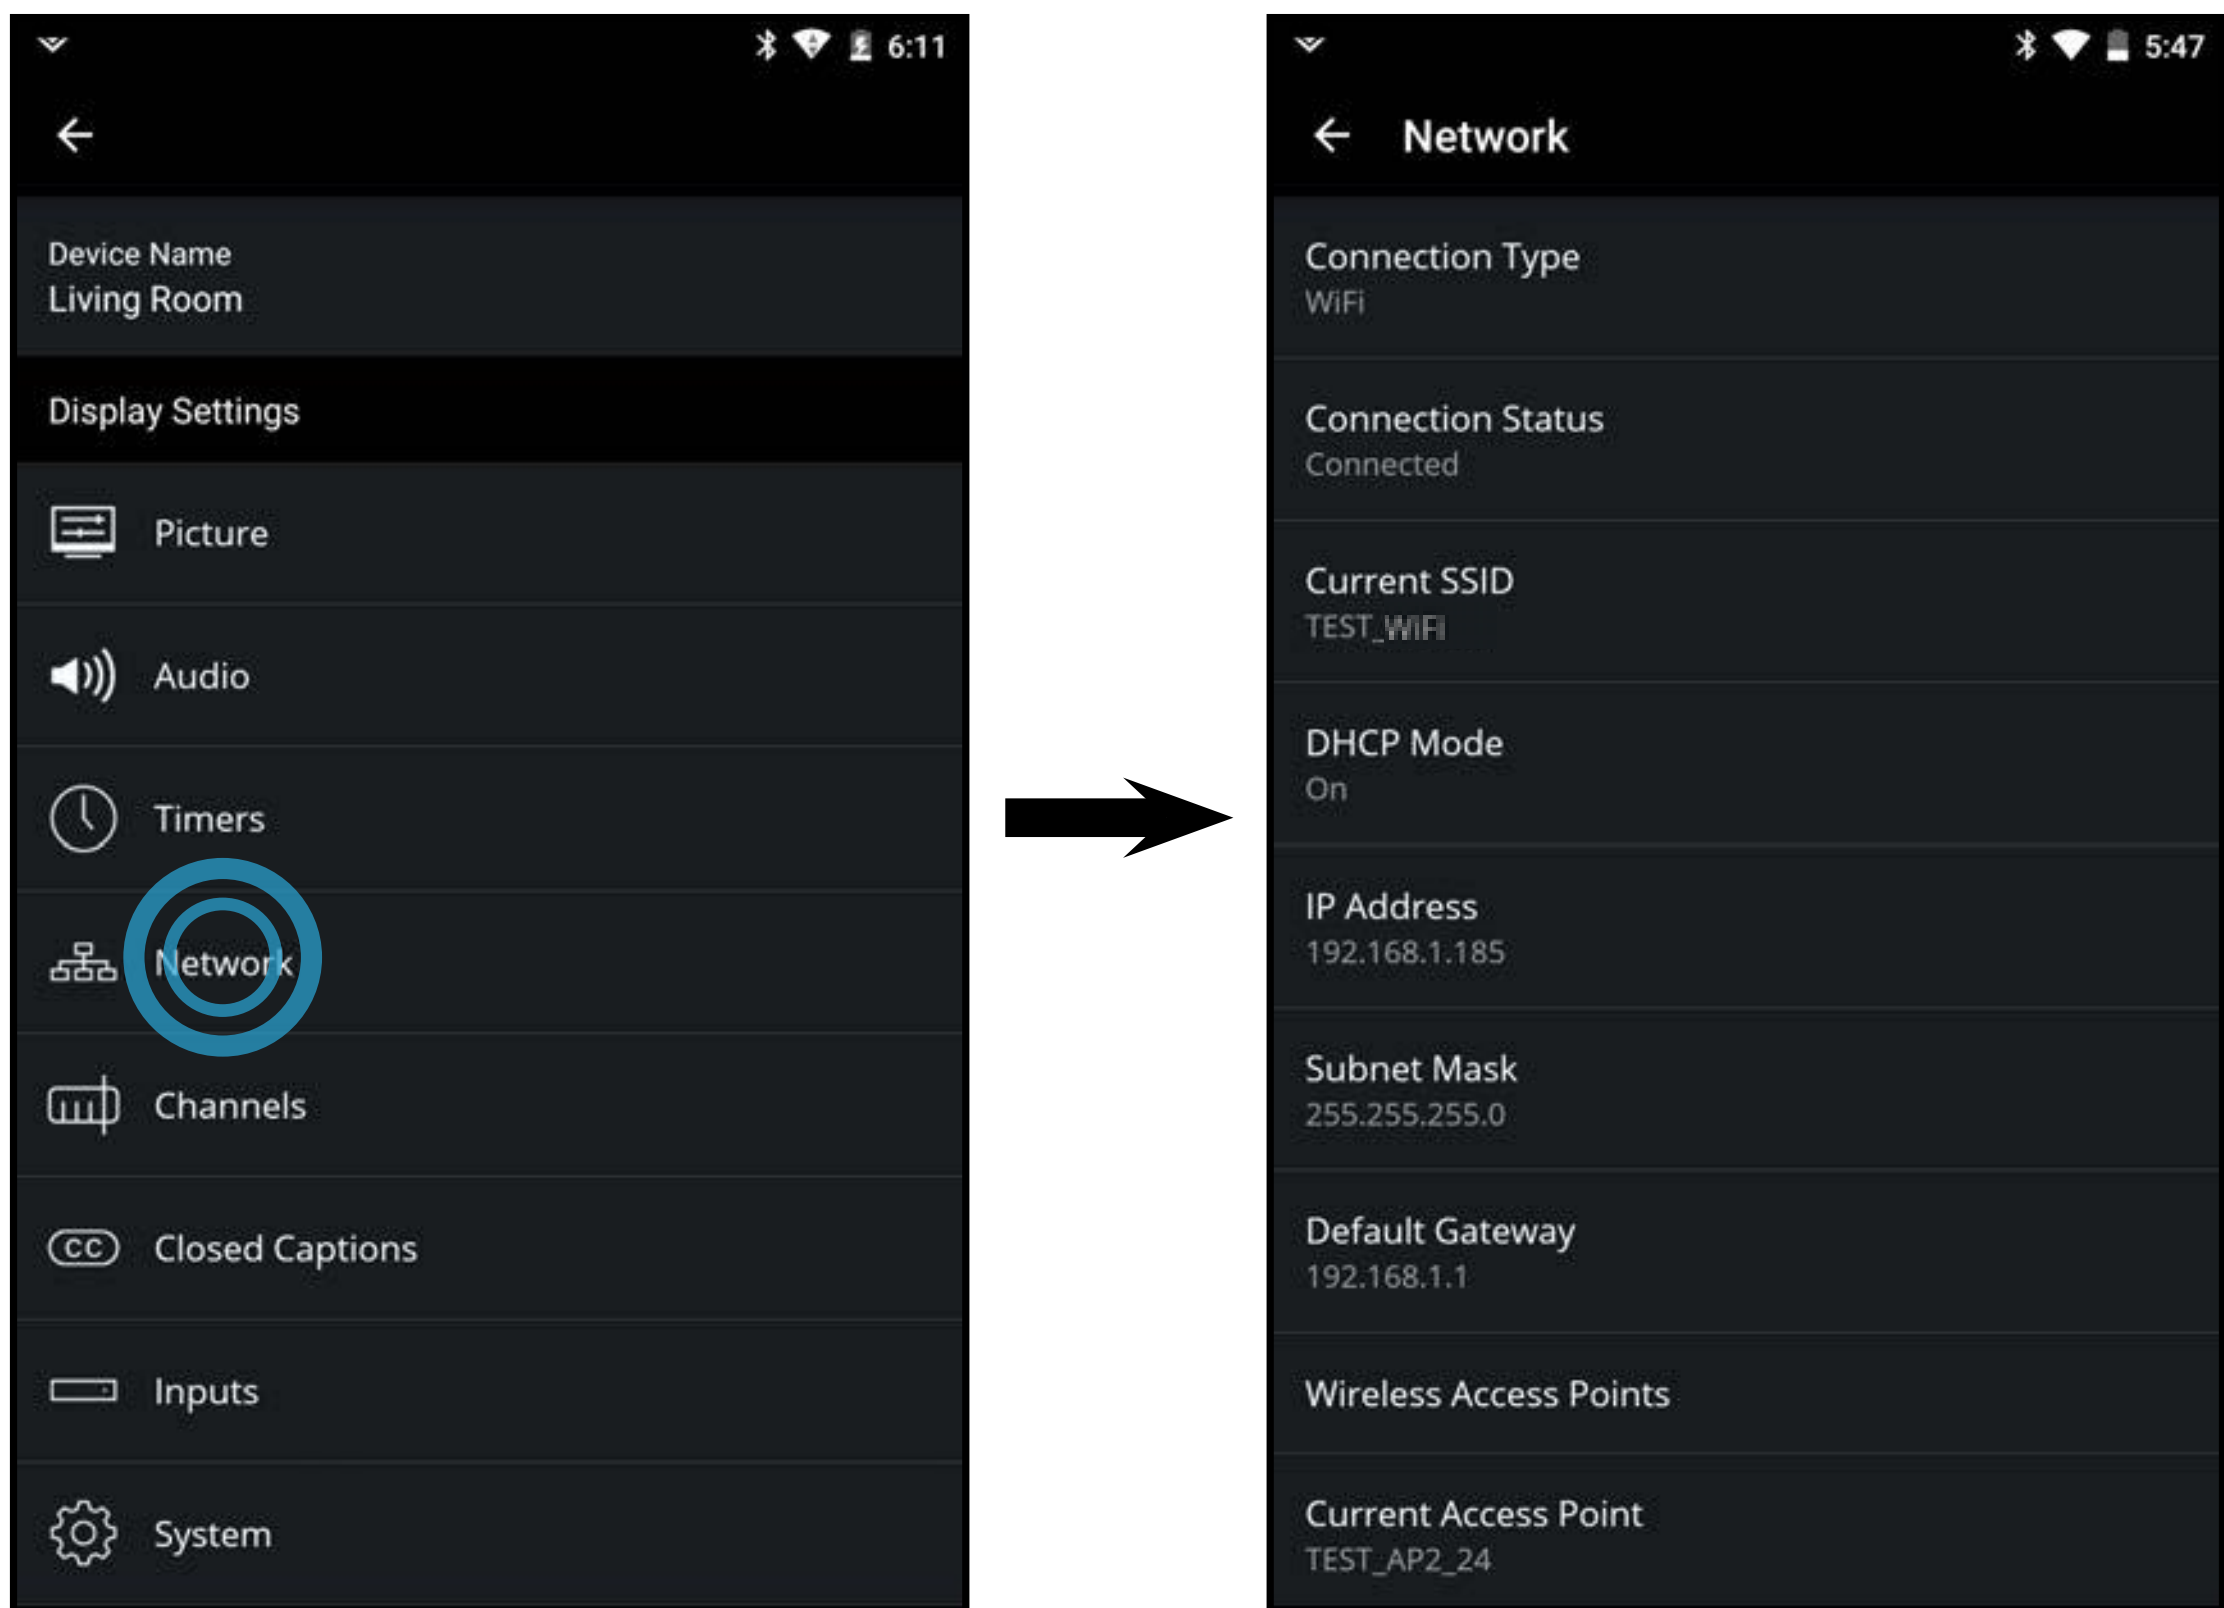 6:11
Device Name
Living Room
Display Settings
Picture
Audio
Timers
Network
Channels
CC Closed Captions
Inputs
System
5:47
Network
Connection Type
WiFi
Connection Status
Connected
Current SSID
TEST_WiFi
DHCP Mode
On
IP Address
192.168.1.185
Subnet Mask
255.255.255.0
Default Gateway
192.168.1.1
Wireless Access Points
Current Access Point
TEST_AP2_24